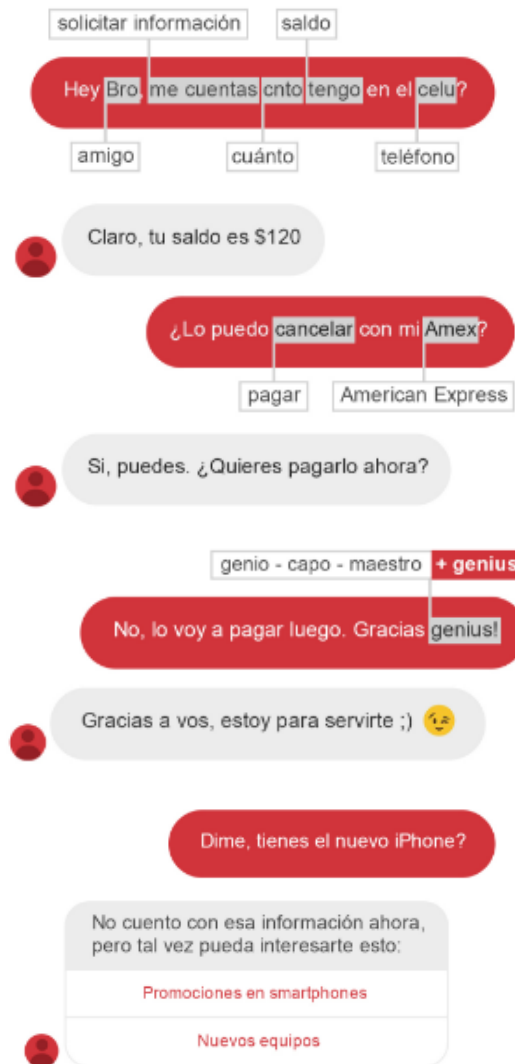 solicitar información saldo
Hey Bro, me cuentas cnto tengo en el celu?
amigo cuánto teléfono
Claro, tu saldo es $120
¿Lo puedo cancelar con mi Amex?
pagar American Express
Si, puedes. ¿Quieres pagarlo ahora?
genio - capo - maestro + genius
No, lo voy a pagar luego. Gracias genius!
Gracias a vos, estoy para servirte ;)
Dime, tienes el nuevo iPhone?
No cuento con esa información ahora,
pero tal vez pueda interesarte esto:
Promociones en smartphones
Nuevos equipos